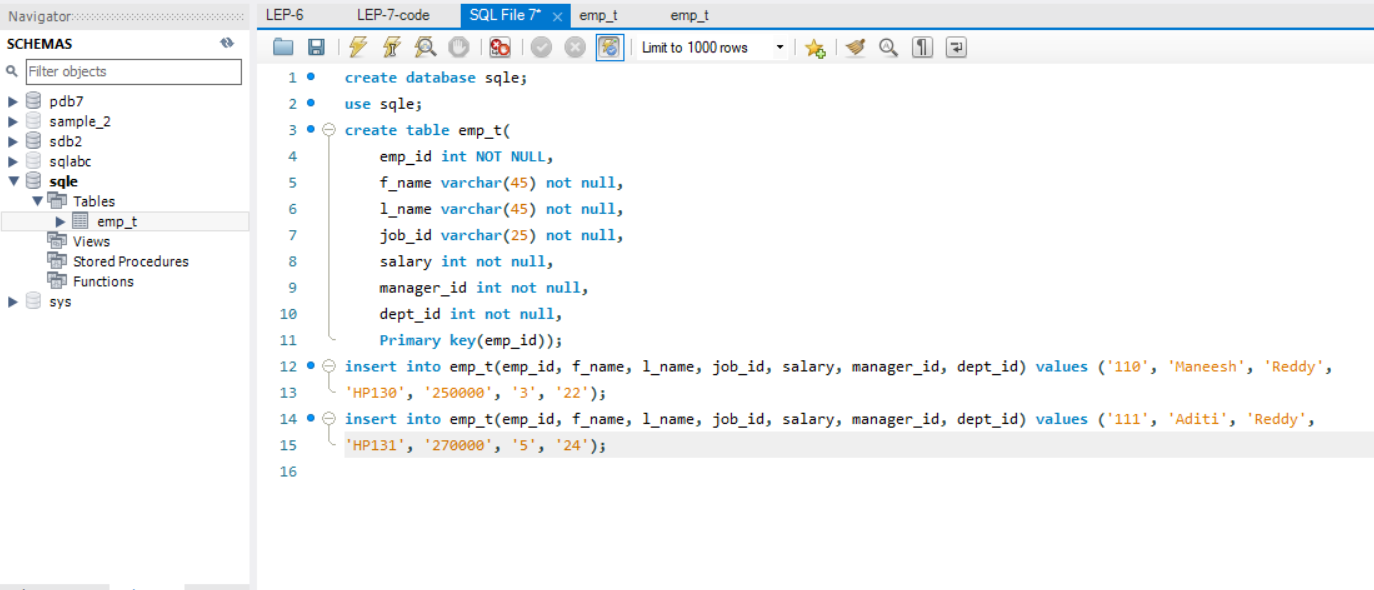 Navigator
SCHEMAS
Filter objects
pdb7
sample_2
sdb2
sqlabc
sqle
Tables
emp_t
Views
Stored Procedures
Functions
sys
LEP-6 LEP-7-code SQL File 7* × emp_t emp_t
Limit to 1000 rows
1 create database sqle;
2 use sqle;
3 create table emp_t(
4 emp_id int NOT NULL,
5 f_name varchar(45) not null,
6 l_name varchar(45) not null,
7 job_id varchar(25) not null,
8 salary int not null,
9 manager_id int not null,
10 dept_id int not null,
11 Primary key(emp_id));
12 insert into emp_t(emp_id, f_name, l_name, job_id, salary, manager_id, dept_id) values ('110', 'Maneesh', 'Reddy',
13 'HP130', '250000', '3', '22');
14 insert into emp_t(emp_id, f_name, l_name, job_id, salary, manager_id, dept_id) values ('111', 'Aditi', 'Reddy',
15 'HP131', '270000', '5', '24');
16